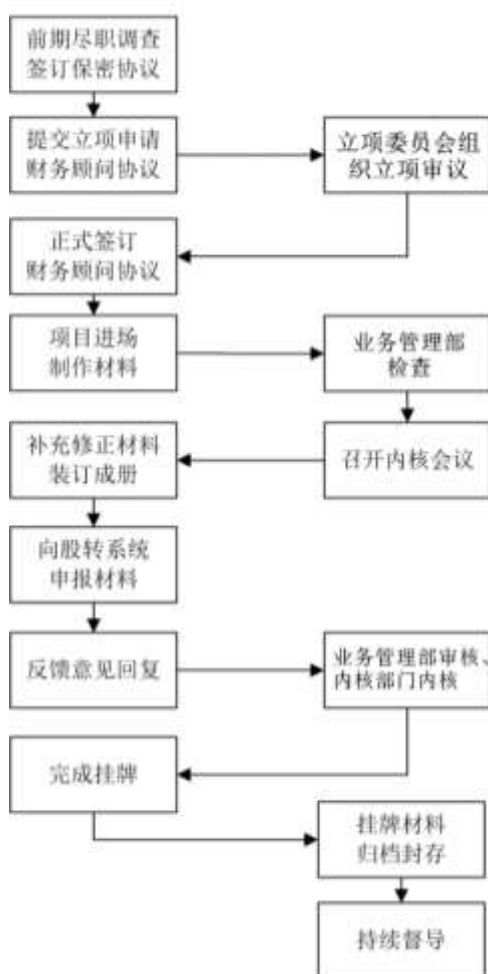 前期尽职调查
签订保密协议
提交立项申请
财务顾问协议
立项委员会组
织立项审议
正式签订
财务顾问协议
项目进场
制作材料
业务管理部
检查
召开内核会议
补充修正材料
装订成册
向股转系统
申报材料
反馈意见回复
业务管理部审核、
内核部门内核
完成挂牌
挂牌材料
归档封存
持续督导